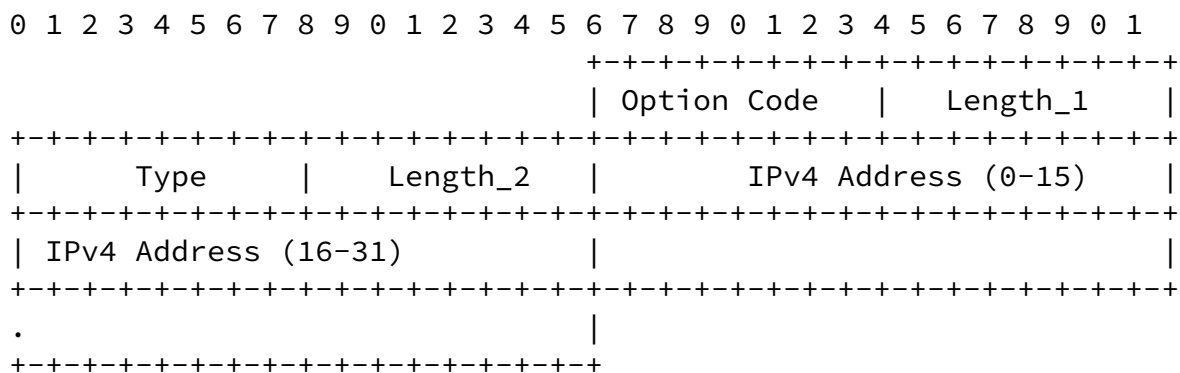 0 1 2 3 4 5 6 7 8 9 0 1 2 3 4 5 6 7 8 9 0 1 2 3 4 5 6 7 8 9 0 1
                                +-+-+-+-+-+-+-+-+-+-+-+-+-+-+-+-+
                                | Option Code   |   Length_1    |
+-+-+-+-+-+-+-+-+-+-+-+-+-+-+-+-+-+-+-+-+-+-+-+-+-+-+-+-+-+-+-+-+
|      Type     |    Length_2   |        IPv4 Address (0-15)    |
+-+-+-+-+-+-+-+-+-+-+-+-+-+-+-+-+-+-+-+-+-+-+-+-+-+-+-+-+-+-+-+-+
| IPv4 Address (16-31)          |                               |
+-+-+-+-+-+-+-+-+-+-+-+-+-+-+-+-+-+-+-+-+-+-+-+-+-+-+-+-+-+-+-+-+
.                               |
+-+-+-+-+-+-+-+-+-+-+-+-+-+-+-+-+